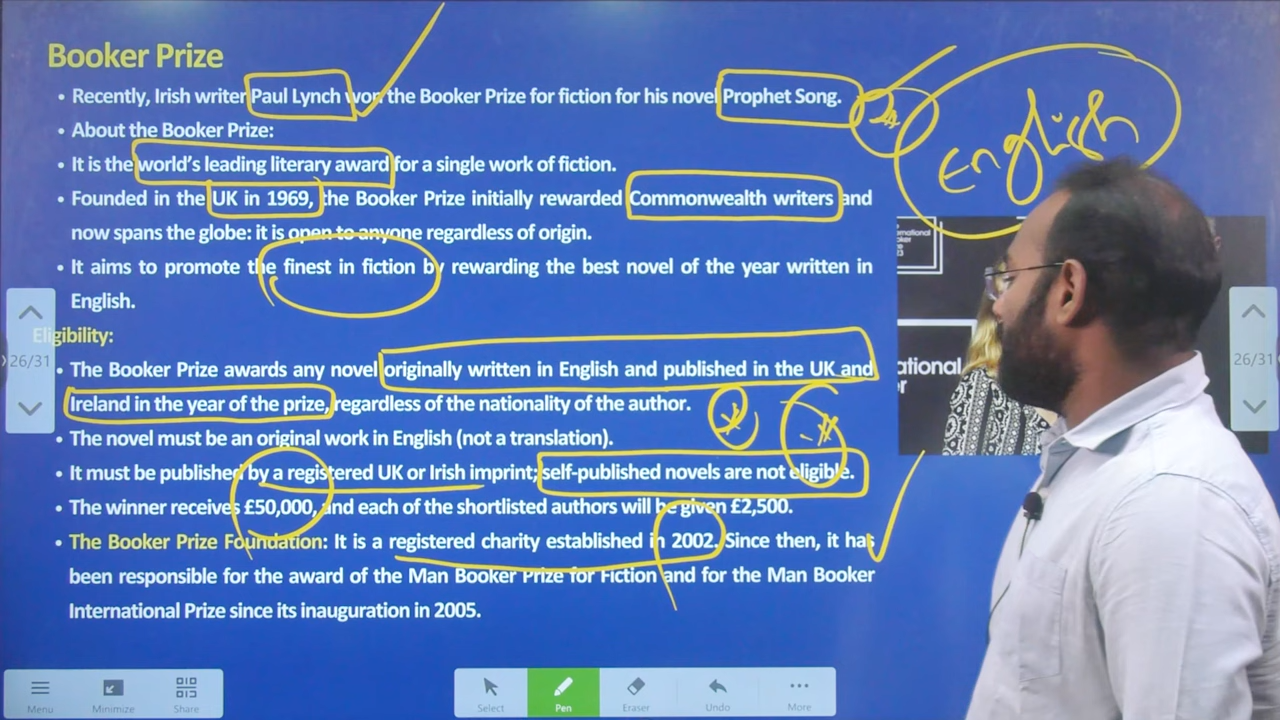 Booker Prize
• Recently, Irish writer Paul Lynch won the Booker Prize for fiction for his novel Prophet Song.
• About the Booker Prize:
• It is the world's leading literary award for a single work of fiction.
• Founded in the UK in 1969, the Booker Prize initially rewarded Commonwealth writers and
now spans the globe: it is open to anyone regardless of origin.
• It aims to promote the finest in fiction by rewarding the best novel of the year written in
English.
English
Eligibility:
• The Booker Prize awards any novel originally written in English and published in the UK and
Ireland in the year of the prize, regardless of the nationality of the author.
• The novel must be an original work in English (not a translation).
• It must be published by a registered UK or Irish imprint; self-published novels are not eligible.
• The winner receives £50,000, and each of the shortlisted authors will be given £2,500.
• The Booker Prize Foundation: It is a registered charity established in 2002. Since then, it has
been responsible for the award of the Man Booker Prize for Fiction and for the Man Booker
International Prize since its inauguration in 2005.
26/31
26/31
Menu
Minimize
Share
Select
Pen
Eraser
Undo
More